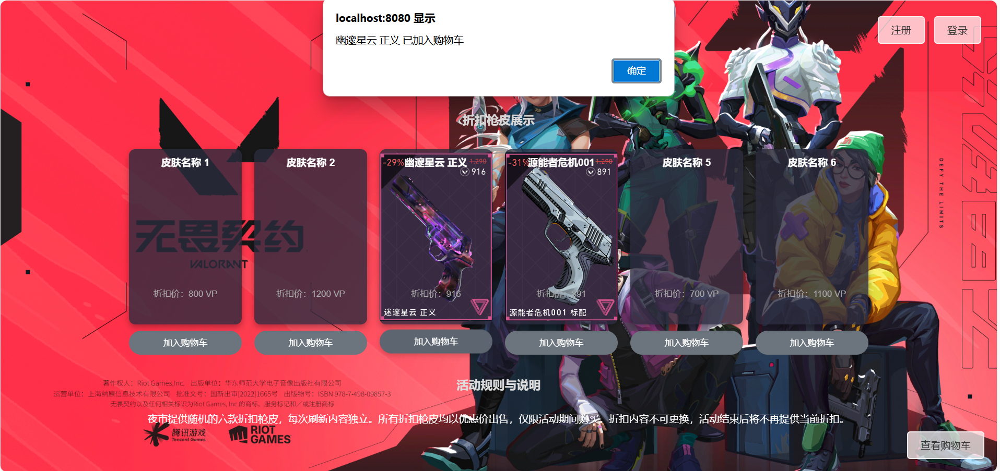 localhost:8080 显示
幽邃星云 正义 已加入购物车
确定
注册
登录
折扣枪皮展示
皮肤名称 1
皮肤名称 2
-29%
幽邃星云 正义
1,290
916
-31%
源能者危机001
1,290
891
皮肤名称 5
皮肤名称 6
无畏契约
VALORANT
DEFY THE LIMITS
折扣价：800 VP
折扣价：1200 VP
折扣价：916
折扣价：891
折扣价：700 VP
折扣价：1100 VP
迷邃星云 正义
源能者危机001 标配
加入购物车
加入购物车
加入购物车
加入购物车
加入购物车
加入购物车
著作权人：Riot Games,Inc. 出版单位：华东师范大学电子音像出版社有限公司
运营单位：上海纳原信息技术有限公司 批准文号：国新出审[2022]1665号 出版物号：ISBN 978-7-498-09857-3
无畏契约以及任何相关标识为Riot Games, Inc.的商标、服务标记和／或注册商标
活动规则与说明
夜市提供随机的六款折扣枪皮，每次刷新内容独立。所有折扣枪皮均以优惠价出售，仅限活动期间购买。折扣内容不可更换，活动结束后将不再提供当前折扣。
腾讯游戏
Tencent Games
RIOT
GAMES
查看购物车